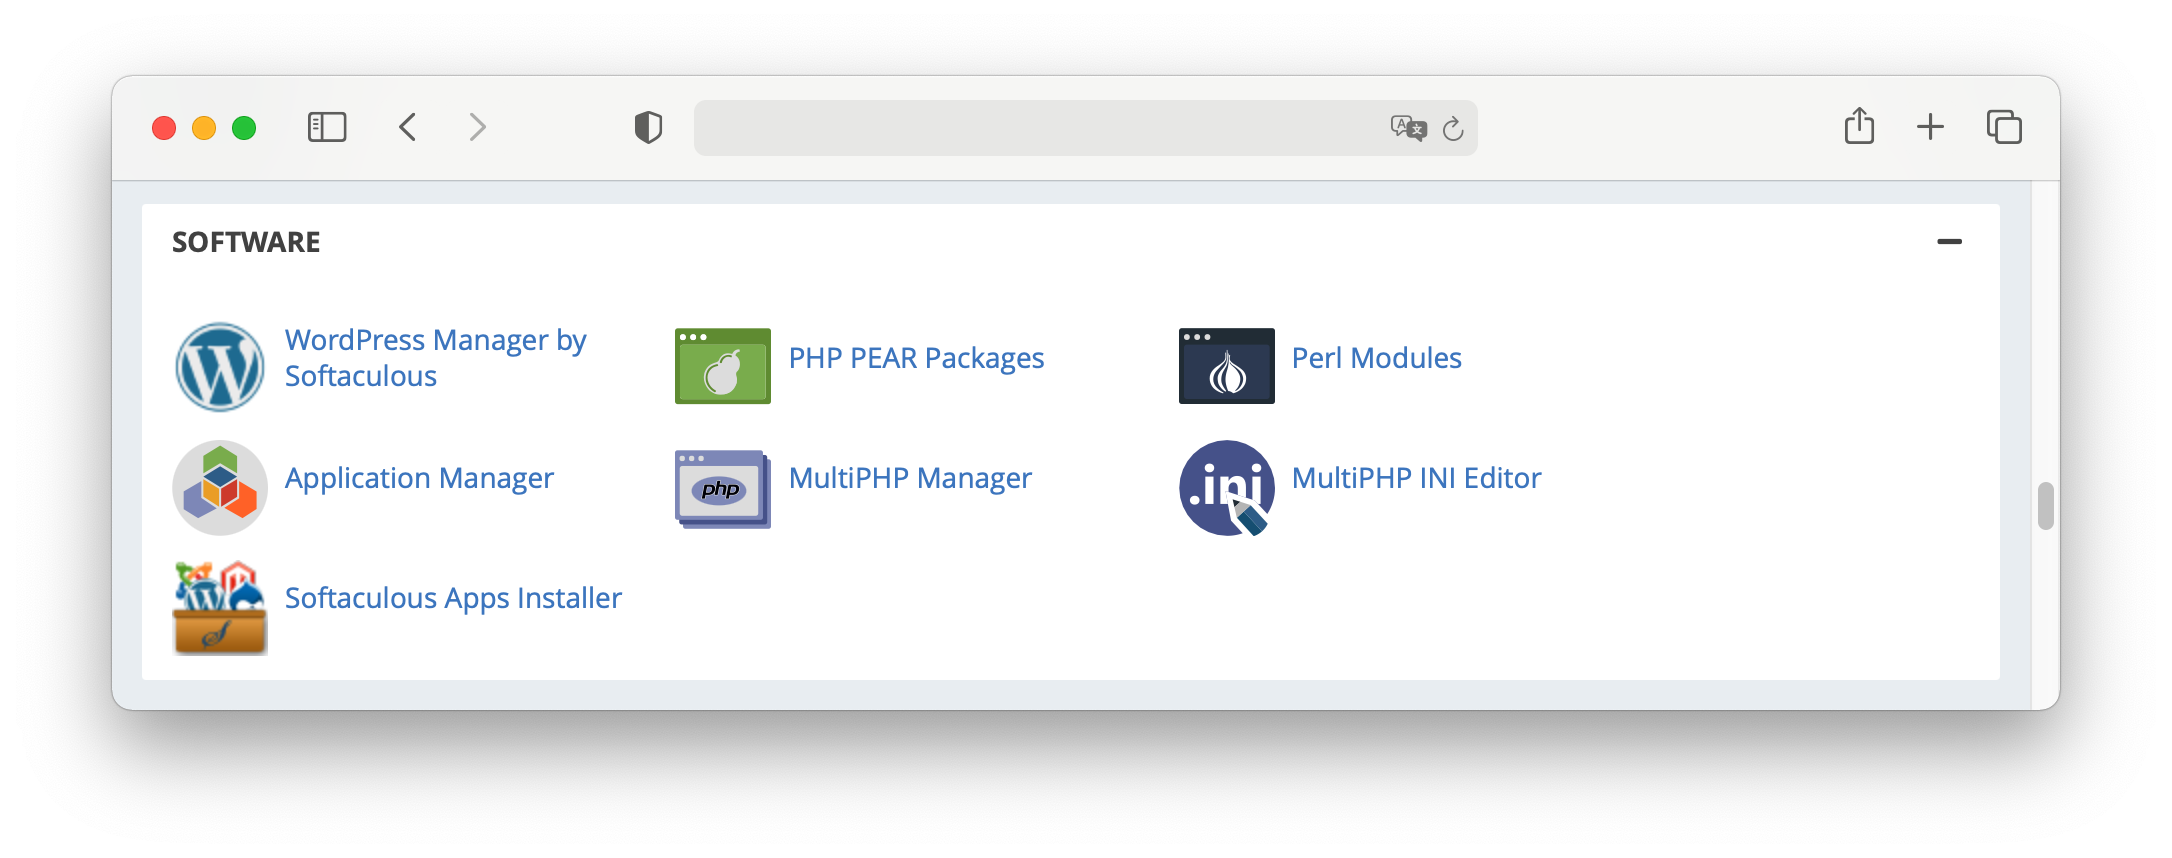 SOFTWARE
WordPress Manager by
Softaculous
PHP PEAR Packages
Perl Modules
Application Manager
php
MultiPHP Manager
.ini
MultiPHP INI Editor
Softaculous Apps Installer